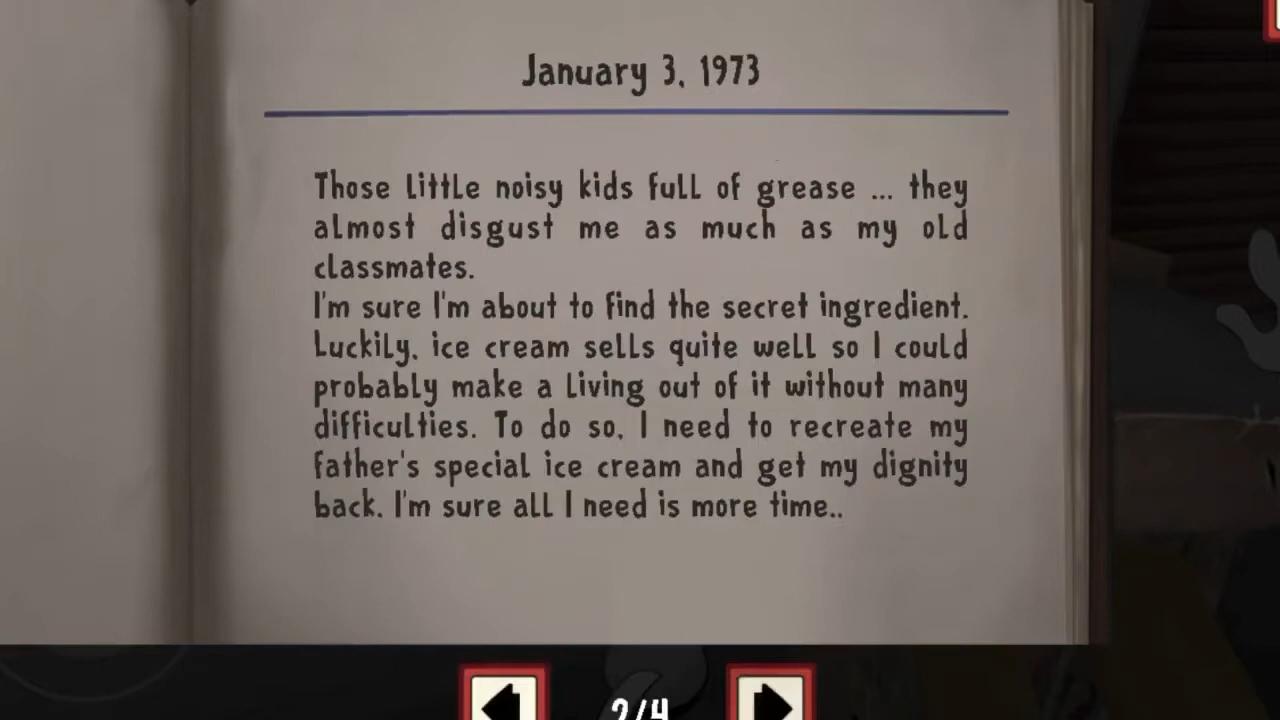 January 3, 1973
Those little noisy kids full of grease ... they
almost disgust me as much as my old
classmates.
I'm sure I'm about to find the secret ingredient.
Luckily, ice cream sells quite well so I could
probably make a living out of it without many
difficulties. To do so, I need to recreate my
father's special ice cream and get my dignity
back. I'm sure all I need is more time..
2/4